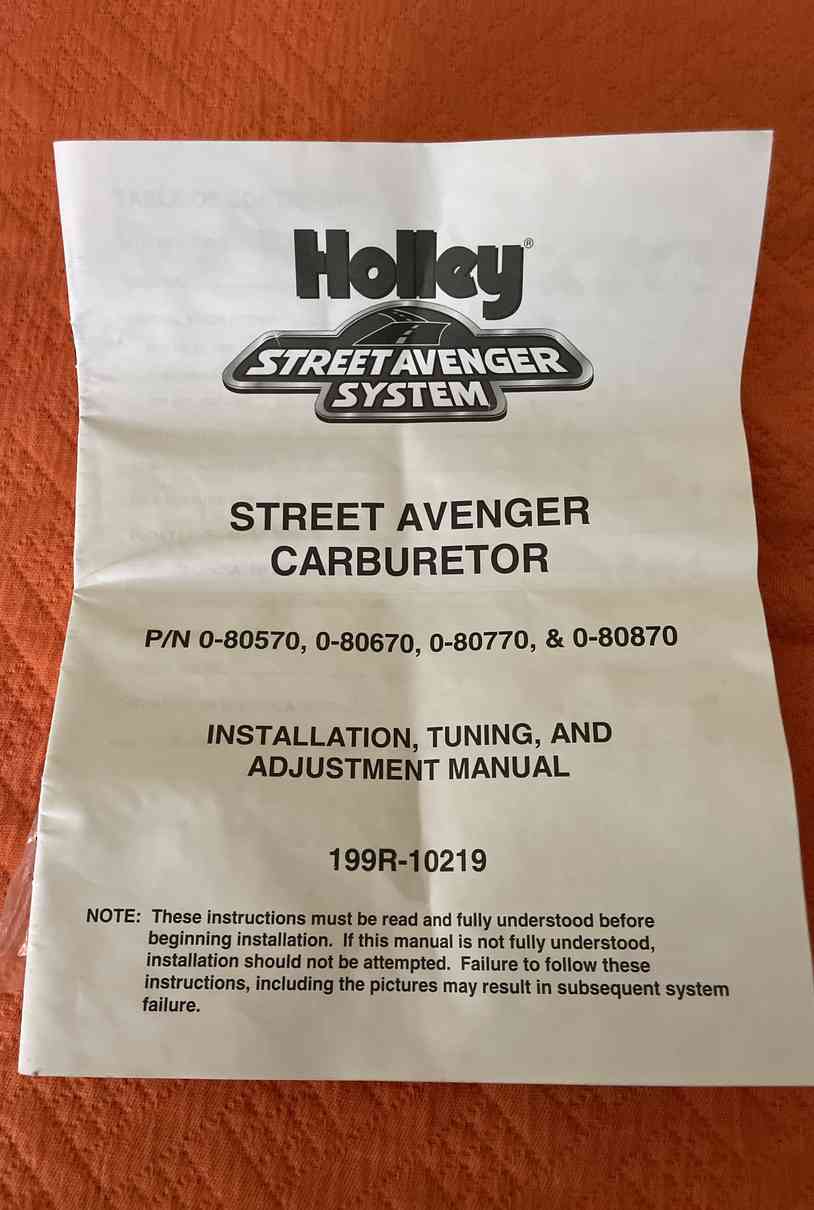 Holley®
STREET AVENGER
SYSTEM
STREET AVENGER
CARBURETOR
P/N 0-80570, 0-80670, 0-80770, & 0-80870
INSTALLATION, TUNING, AND
ADJUSTMENT MANUAL
199R-10219
NOTE: These instructions must be read and fully understood before
beginning installation. If this manual is not fully understood,
installation should not be attempted. Failure to follow these
instructions, including the pictures may result in subsequent system
failure.